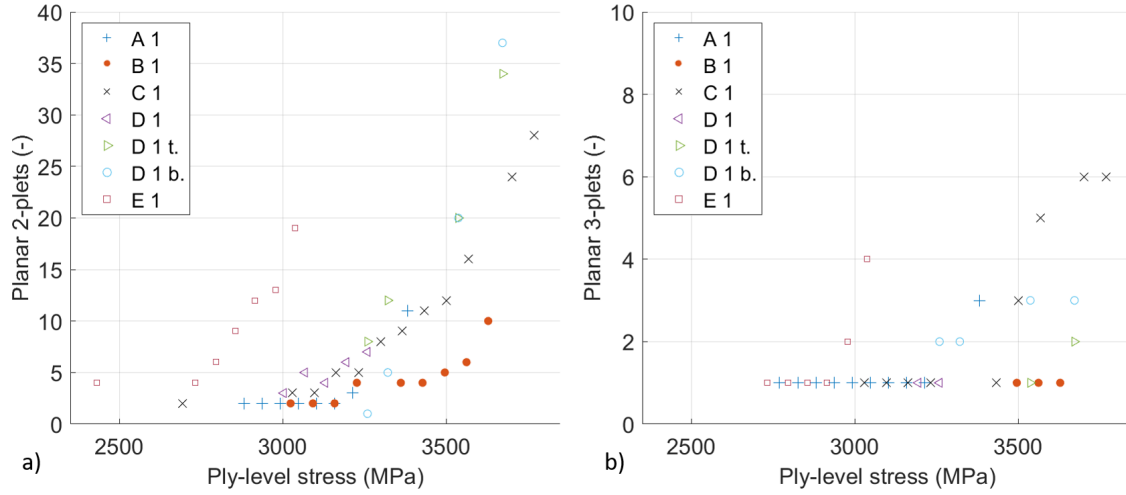 40
35
30
25
20
15
10
5
0
Planar 2-plets (-)
A 1
B 1
C 1
D 1
D 1 t.
D 1 b.
E 1
2500 3000 3500
Ply-level stress (MPa)
a)
10
8
6
4
2
0
Planar 3-plets (-)
A 1
B 1
C 1
D 1
D 1 t.
D 1 b.
E 1
2500 3000 3500
Ply-level stress (MPa)
b)